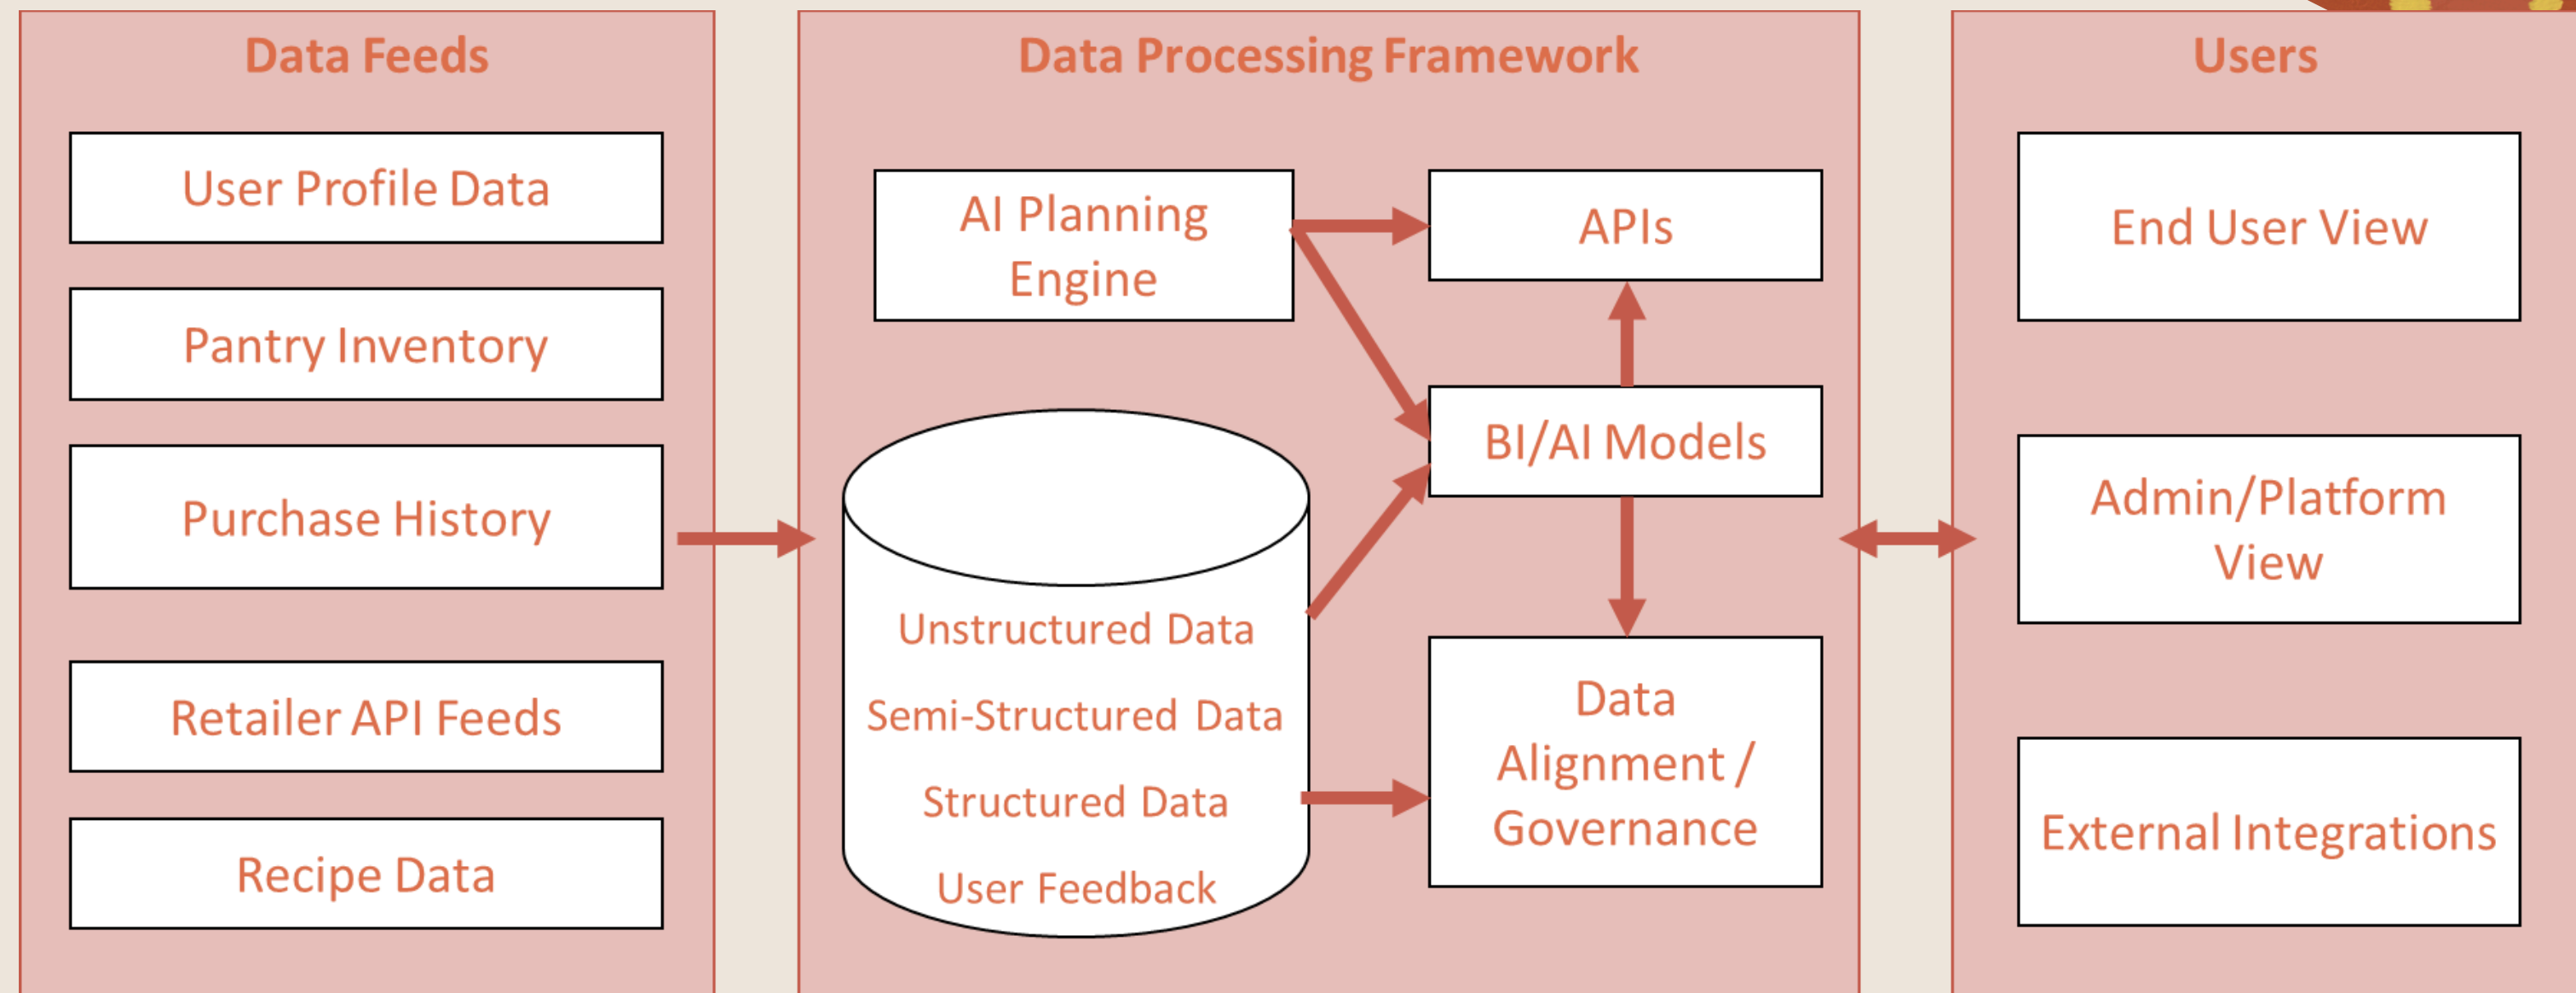 Data Feeds
User Profile Data
Pantry Inventory
Purchase History
Retailer API Feeds
Recipe Data
Data Processing Framework
AI Planning
Engine
APIs
BI/AI Models
Unstructured Data
Semi-Structured Data
Structured Data
User Feedback
Data
Alignment /
Governance
Users
End User View
Admin/Platform
View
External Integrations